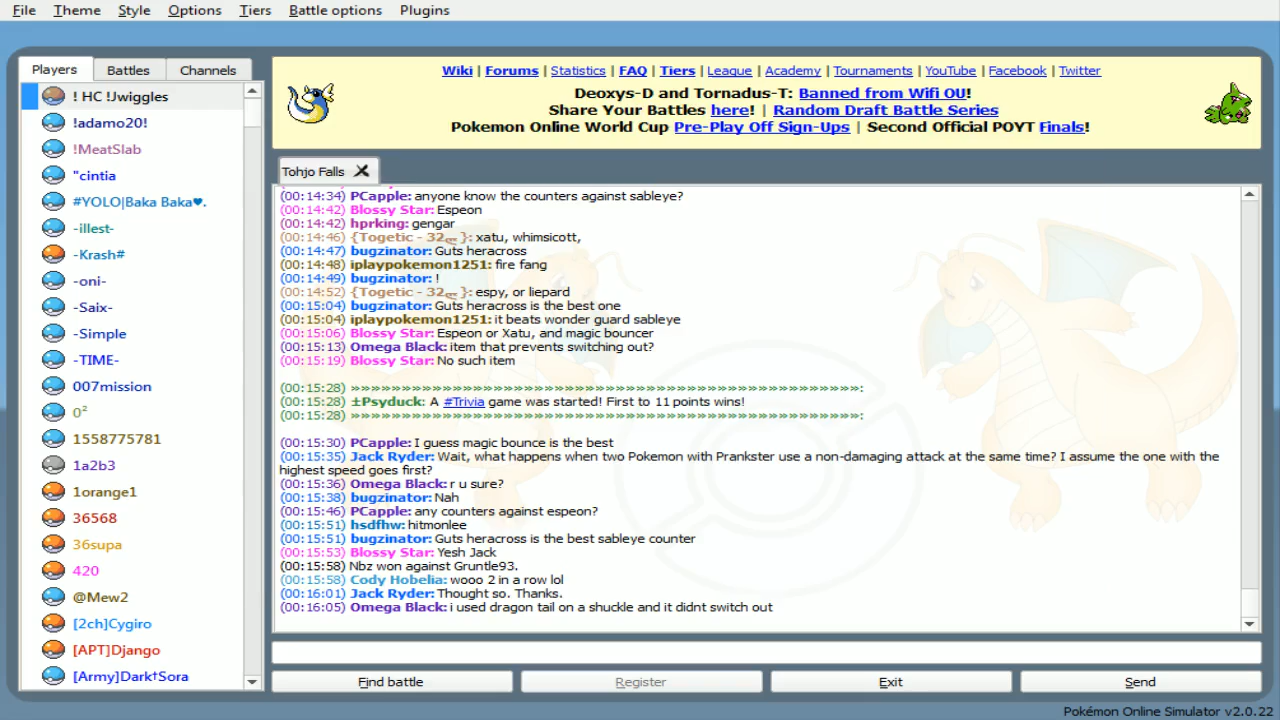 File Theme Style Options Tiers Battle options Plugins
Players Battles Channels
! HC !Jwiggles
!adamo20!
!MeatSlab
"cintia
#YOLO|Baka Baka♥.
-illest-
-Krash#
-oni-
-Saix-
-Simple
-TIME-
007mission
0²
1558775781
1a2b3
1orange1
36568
36supa
420
@Mew2
[2ch]Cygiro
[APT]Django
[Army]Dark†Sora
Wiki | Forums | Statistics | FAQ | Tiers | League | Academy | Tournaments | YouTube | Facebook | Twitter
Deoxys-D and Tornadus-T: Banned from Wifi OU!
Share Your Battles here! | Random Draft Battle Series
Pokemon Online World Cup Pre-Play Off Sign-Ups | Second Official POYT Finals!
Tohjo Falls
(00:14:34) PCapple: anyone know the counters against sableye?
(00:14:42) Blossy Star: Espeon
(00:14:42) hprking: gengar
(00:14:46) {Togetic - 32}: xatu, whimsicott,
(00:14:47) bugzinator: Guts heracross
(00:14:48) iplaypokemon1251: fire fang
(00:14:49) bugzinator: !
(00:14:52) {Togetic - 32}: espy, or liepard
(00:15:04) bugzinator: Guts heracross is the best one
(00:15:04) iplaypokemon1251: it beats wonder guard sableye
(00:15:06) Blossy Star: Espeon or Xatu, and magic bouncer
(00:15:13) Omega Black: item that prevents switching out?
(00:15:19) Blossy Star: No such item
(00:15:28) »»»»»»»»»»»»»»»»»»»»»»»»»»»»»»»»»»»»»»»»»»»»»»»»»»:
(00:15:28) ±Psyduck: A #Trivia game was started! First to 11 points wins!
(00:15:28) »»»»»»»»»»»»»»»»»»»»»»»»»»»»»»»»»»»»»»»»»»»»»»»»»»:
(00:15:30) PCapple: I guess magic bounce is the best
(00:15:35) Jack Ryder: Wait, what happens when two Pokemon with Prankster use a non-damaging attack at the same time? I assume the one with the
highest speed goes first?
(00:15:36) Omega Black: r u sure?
(00:15:38) bugzinator: Nah
(00:15:46) PCapple: any counters against espeon?
(00:15:51) hsdfhw: hitmonlee
(00:15:51) bugzinator: Guts heracross is the best sableye counter
(00:15:53) Blossy Star: Yesh Jack
(00:15:58) Nbz won against Gruntle93.
(00:15:58) Cody Hobelia: wooo 2 in a row lol
(00:16:01) Jack Ryder: Thought so. Thanks.
(00:16:05) Omega Black: i used dragon tail on a shuckle and it didnt switch out
Find battle Register Exit Send
Pokémon Online Simulator v2.0.22